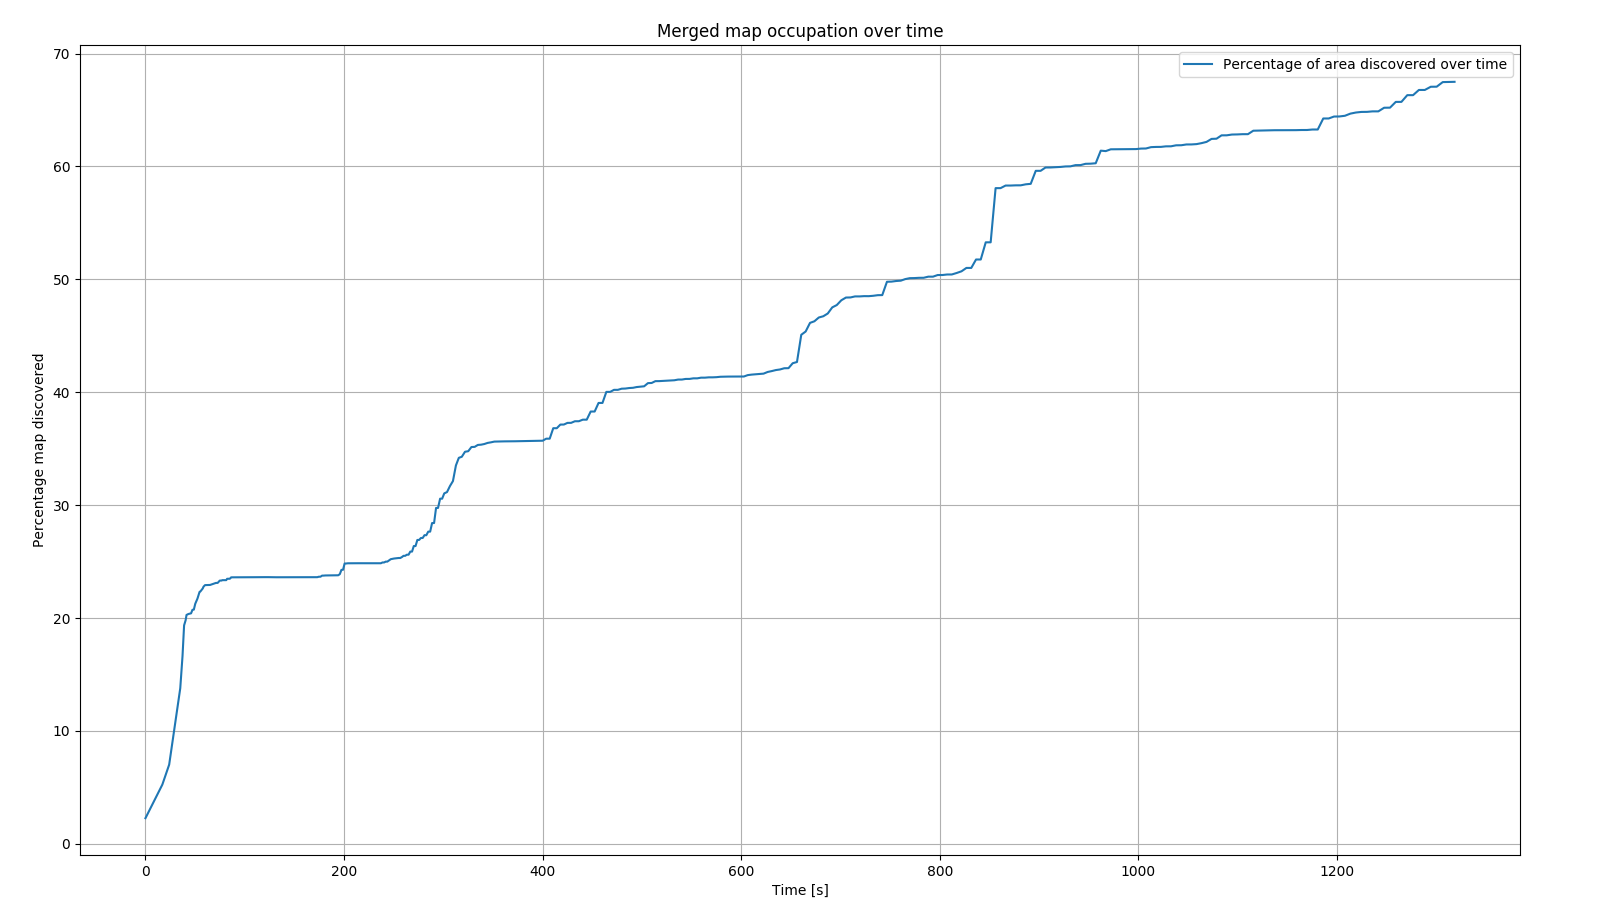 Merged map occupation over time
Percentage of area discovered over time
Percentage map discovered
70
60
50
40
30
20
10
0
0 200 400 600 800 1000 1200
Time [s]